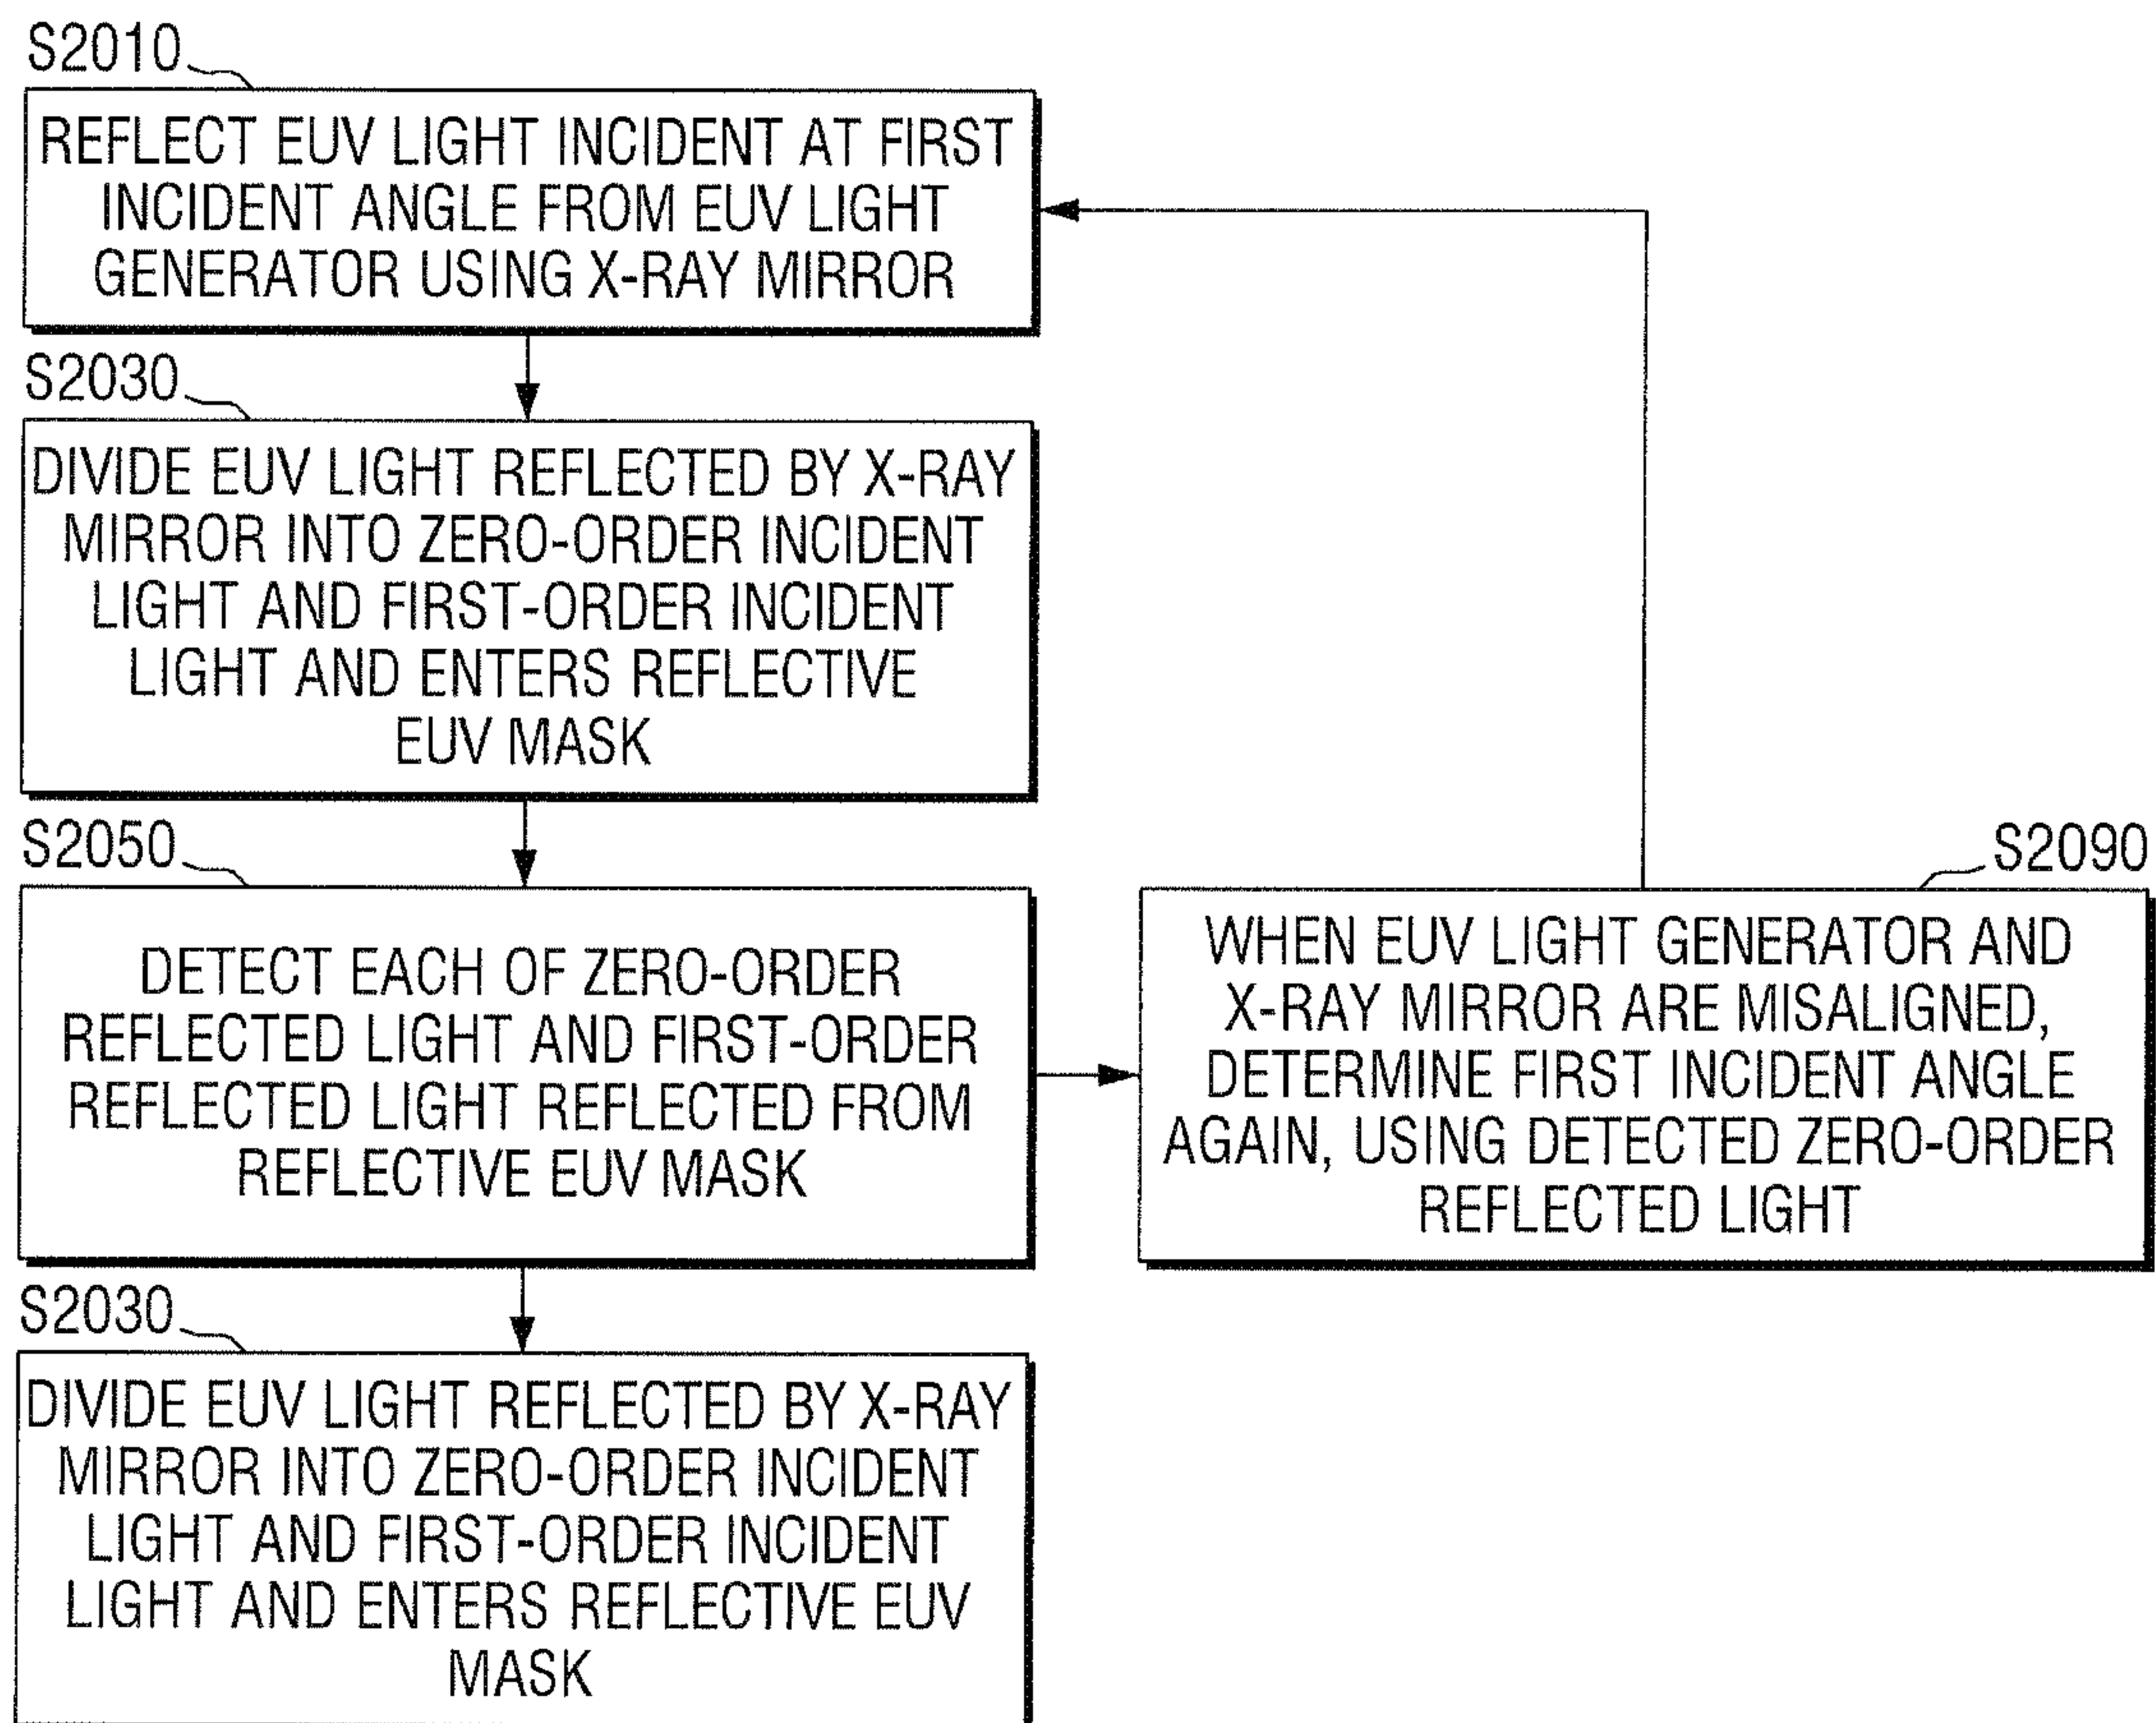 S2010
REFLECT EUV LIGHT INCIDENT AT FIRST
INCIDENT ANGLE FROM EUV LIGHT
GENERATOR USING X-RAY MIRROR
S2030
DIVIDE EUV LIGHT REFLECTED BY X-RAY
MIRROR INTO ZERO-ORDER INCIDENT
LIGHT AND FIRST-ORDER INCIDENT
LIGHT AND ENTERS REFLECTIVE
EUV MASK
S2050
DETECT EACH OF ZERO-ORDER
REFLECTED LIGHT AND FIRST-ORDER
REFLECTED LIGHT REFLECTED FROM
REFLECTIVE EUV MASK
S2090
WHEN EUV LIGHT GENERATOR AND
X-RAY MIRROR ARE MISALIGNED,
DETERMINE FIRST INCIDENT ANGLE
AGAIN, USING DETECTED ZERO-ORDER
REFLECTED LIGHT
S2030
DIVIDE EUV LIGHT REFLECTED BY X-RAY
MIRROR INTO ZERO-ORDER INCIDENT
LIGHT AND FIRST-ORDER INCIDENT
LIGHT AND ENTERS REFLECTIVE EUV
MASK